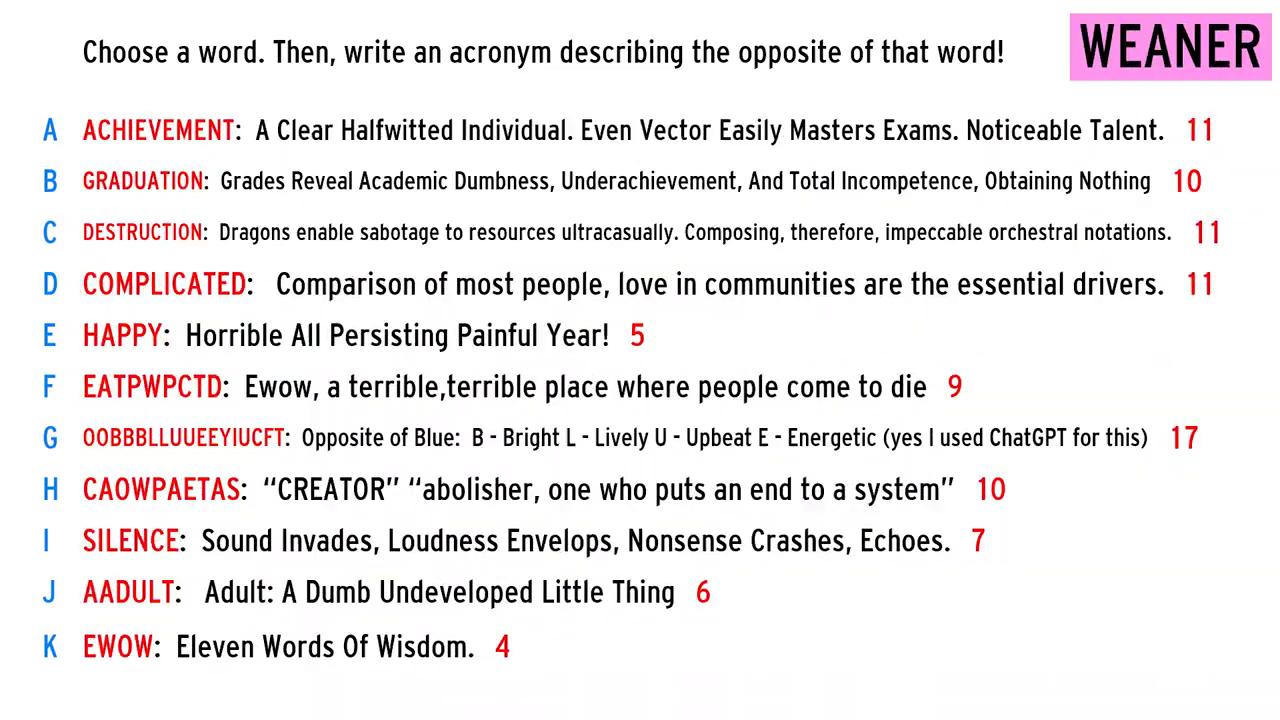 Choose a word. Then, write an acronym describing the opposite of that word!
WEANER
A ACHIEVEMENT: A Clear Halfwitted Individual. Even Vector Easily Masters Exams. Noticeable Talent. 11
B GRADUATION: Grades Reveal Academic Dumbness, Underachievement, And Total Incompetence, Obtaining Nothing 10
C DESTRUCTION: Dragons enable sabotage to resources ultracasually. Composing, therefore, impeccable orchestral notations. 11
D COMPLICATED: Comparison of most people, love in communities are the essential drivers. 11
E HAPPY: Horrible All Persisting Painful Year! 5
F EATPWPCTD: Ewow, a terrible,terrible place where people come to die 9
G OOBBBLLUUEEYIUCFT: Opposite of Blue: B - Bright L - Lively U - Upbeat E - Energetic (yes I used ChatGPT for this) 17
H CAOWPAETAS: “CREATOR” “abolisher, one who puts an end to a system” 10
I SILENCE: Sound Invades, Loudness Envelops, Nonsense Crashes, Echoes. 7
J AADULT: Adult: A Dumb Undeveloped Little Thing 6
K EWOW: Eleven Words Of Wisdom. 4